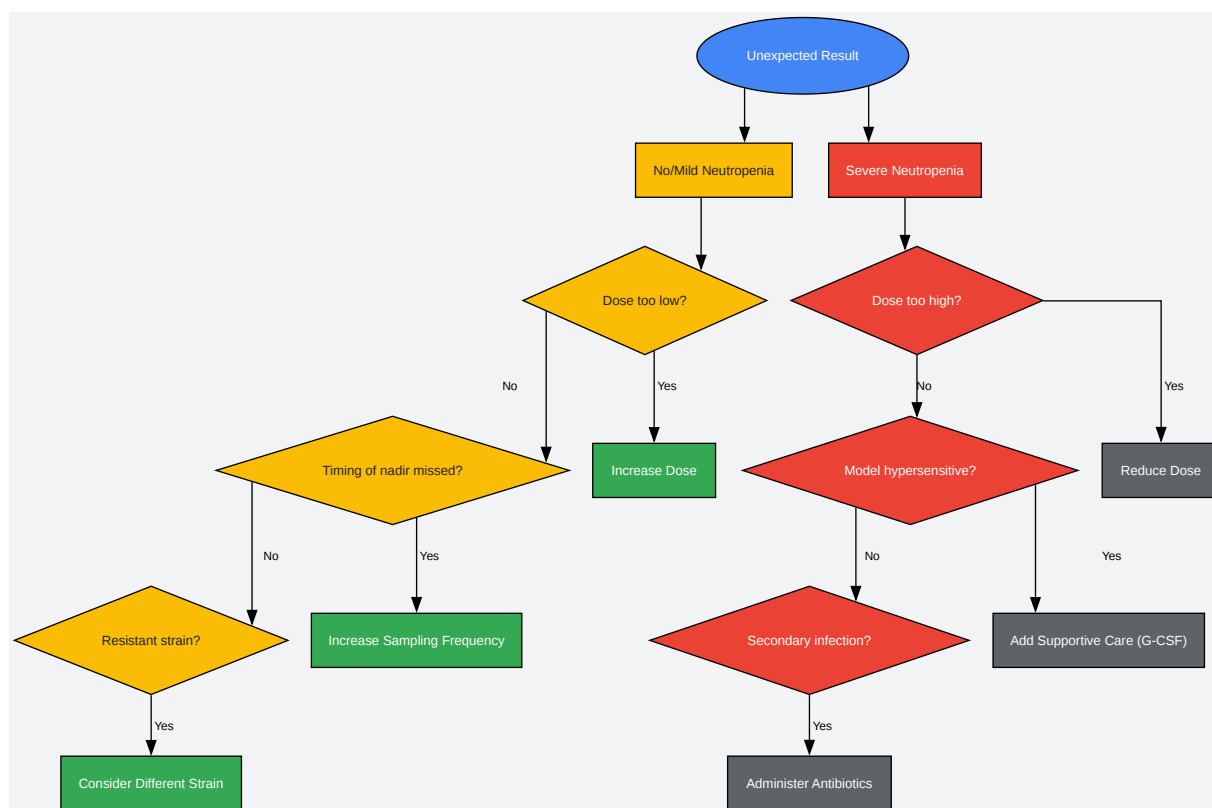 Unexpected Result
No/Mild Neutropenia
Severe Neutropenia
Dose too low?
Dose too high?
No
Yes
No
Yes
Timing of nadir missed?
Increase Dose
Model hypersensitive?
Reduce Dose
No
Yes
No
Yes
Resistant strain?
Increase Sampling Frequency
Secondary infection?
Add Supportive Care (G-CSF)
Yes
Yes
Consider Different Strain
Administer Antibiotics